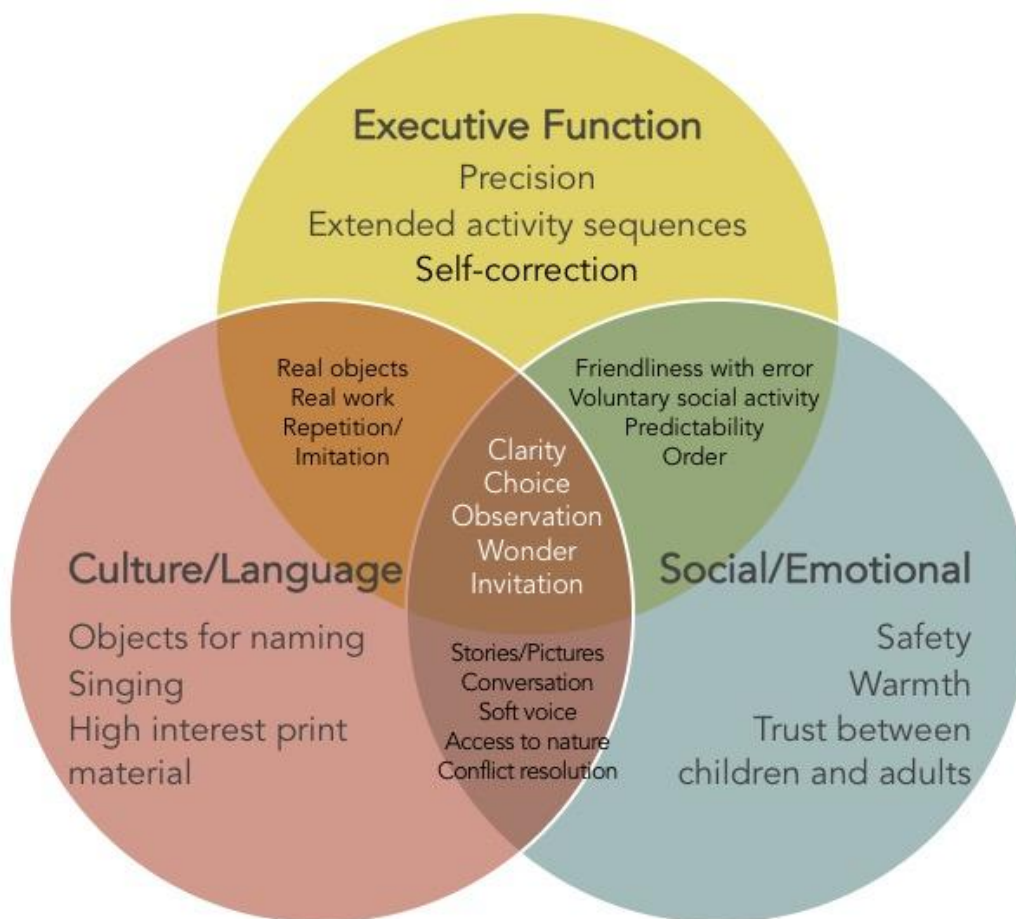 Executive Function
Precision
Extended activity sequences
Self-correction
Real objects
Real work
Repetition/
Imitation
Friendliness with error
Voluntary social activity
Predictability
Order
Clarity
Choice
Observation
Wonder
Invitation
Culture/Language
Objects for naming
Singing
High interest print
material
Social/Emotional
Safety
Warmth
Trust between
children and adults
Stories/Pictures
Conversation
Soft voice
Access to nature
Conflict resolution